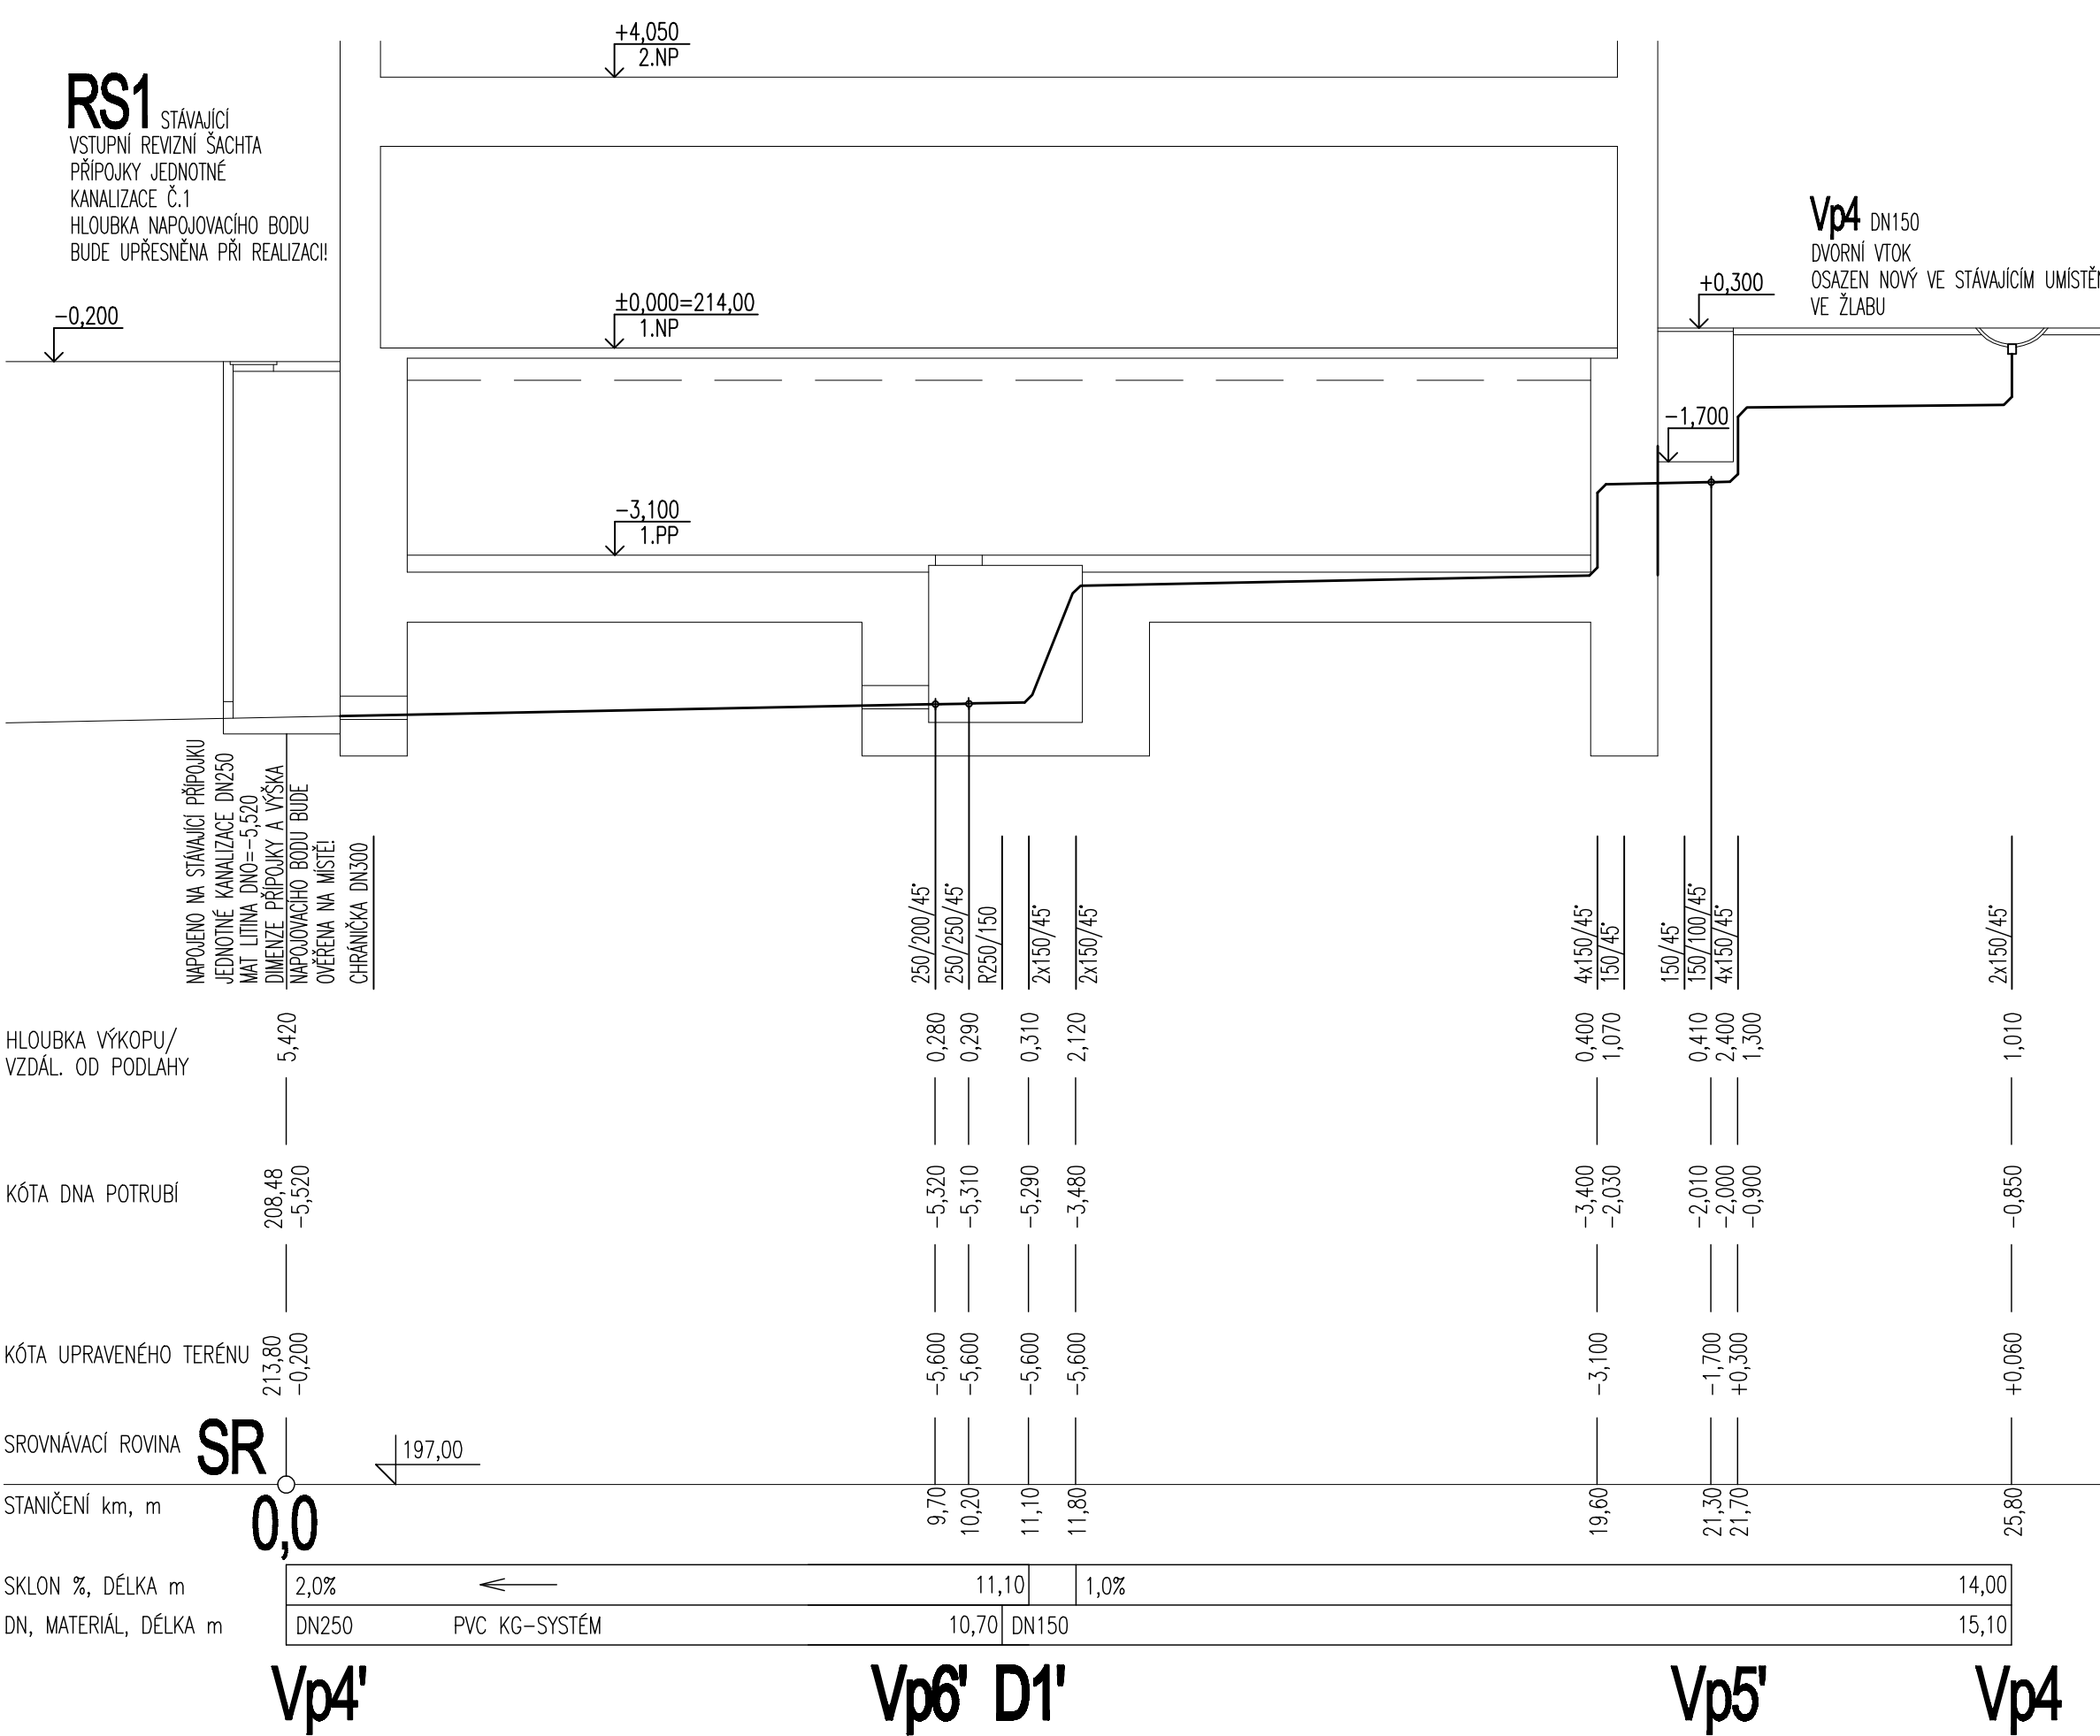 +4,050
2.NP
RS1 STÁVAJÍCÍ
VSTUPNÍ REVIZNÍ ŠACHTA
PŘÍPOJKY JEDNOTNÉ
KANALIZACE Č.1
HLOUBKA NAPOJOVACÍHO BODU
BUDE UPŘESNĚNA PŘI REALIZACI!
-0,200
±0,000=214,00
1.NP
Vp4 DN150
DVORNÍ VTOK
OSAZEN NOVÝ VE STÁVAJÍCÍM
VE ŽLABU
+0,300
-1,700
-3,100
1.PP
NAPOJENO NA STÁVAJÍCÍ PŘÍPOJKU
JEDNOTNÉ KANALIZACE DN250
MAT LITINA DNO=-5,520
DIMENZE PŘÍPOJKY A VÝŠKA
NAPOJOVACÍHO BODU BUDE
OVĚŘENA NA MÍSTĚ!
CHRÁNIČKA DN300
250/200/45°
250/250/45°
R250/150
2x150/45°
2x150/45°
4x150/45°
150/45°
150/45°
150/100/45°
4x150/45°
2x150/45°
HLOUBKA VÝKOPU/
VZDÁL. OD PODLAHY
5,420
0,280
0,290
0,310
2,120
0,400
1,070
0,410
2,400
1,300
1,010
KÓTA DNA POTRUBÍ
208,48
-5,520
-5,320
-5,310
-5,290
-3,480
-3,400
-2,030
-2,010
-2,000
-0,900
-0,850
KÓTA UPRAVENÉHO TERÉNU
213,80
-0,200
-5,600
-5,600
-5,600
-5,600
-3,100
-1,700
+0,300
+0,060
SROVNÁVACÍ ROVINA SR
197,00
STANIČENÍ km, m
0,0
9,70
10,20
11,10
11,80
19,60
21,30
21,70
25,80
SKLON %, DÉLKA m
2,0%
11,10
1,0%
14,00
DN, MATERIÁL, DÉLKA m
DN250
PVC KG-SYSTÉM
10,70
DN150
15,10
Vp4' Vp6' D1' Vp5' Vp4